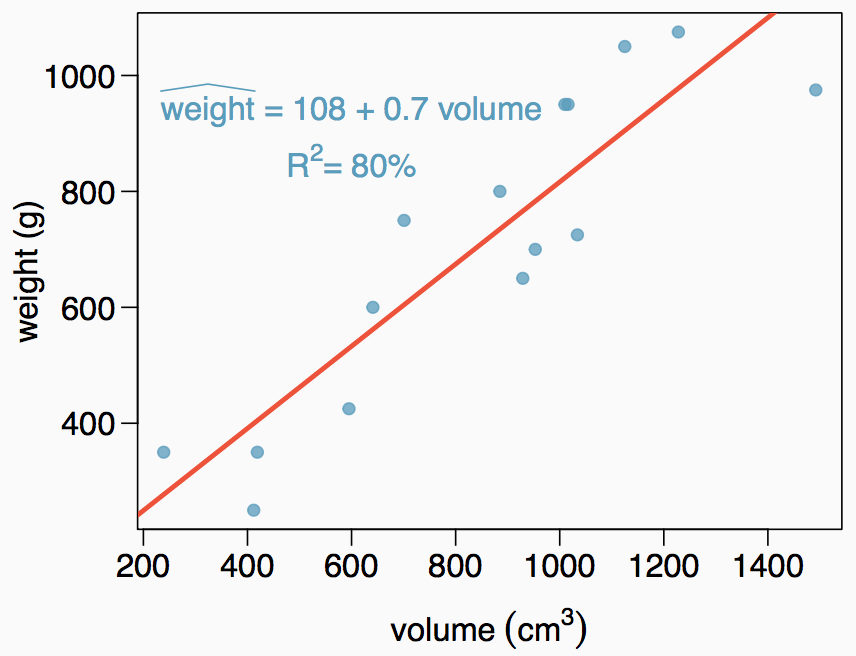 1000
800
600
400
weight (g)
weight = 108 + 0.7 volume
R²= 80%
200 400 600 800 1000 1200 1400
volume (cm³)